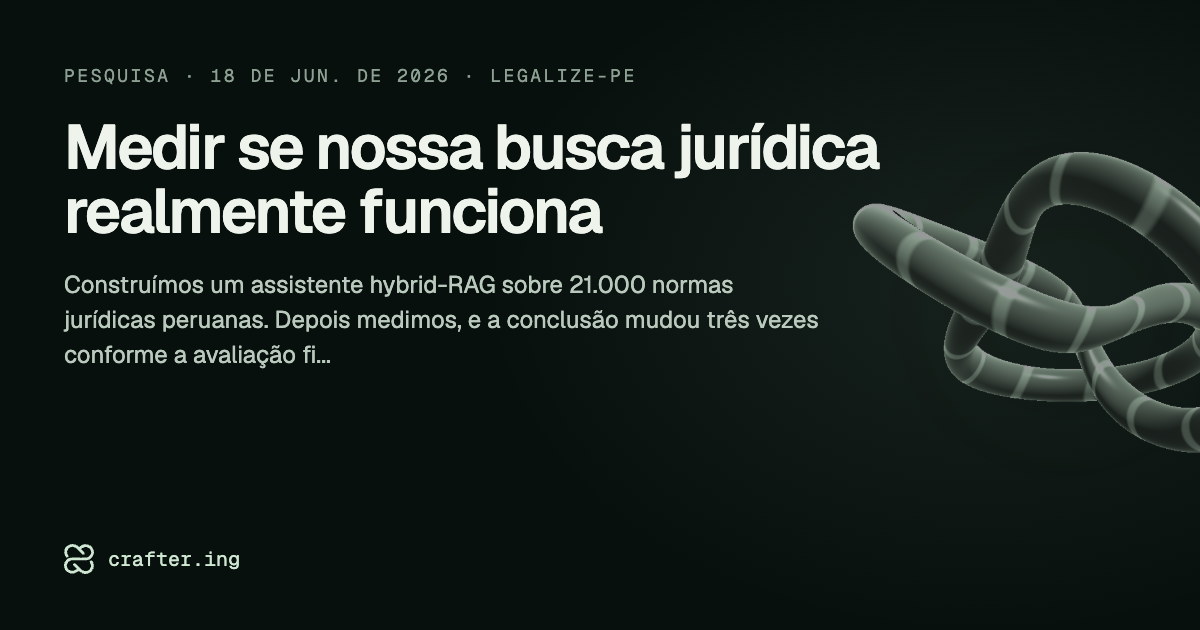 PESQUISA · 18 DE JUN. DE 2026 · LEGALIZE-PE
Medir se nossa busca jurídica
realmente funciona
Construímos um assistente hybrid-RAG sobre 21.000 normas
jurídicas peruanas. Depois medimos, e a conclusão mudou três vezes
conforme a avaliação fi...
crafter.ing